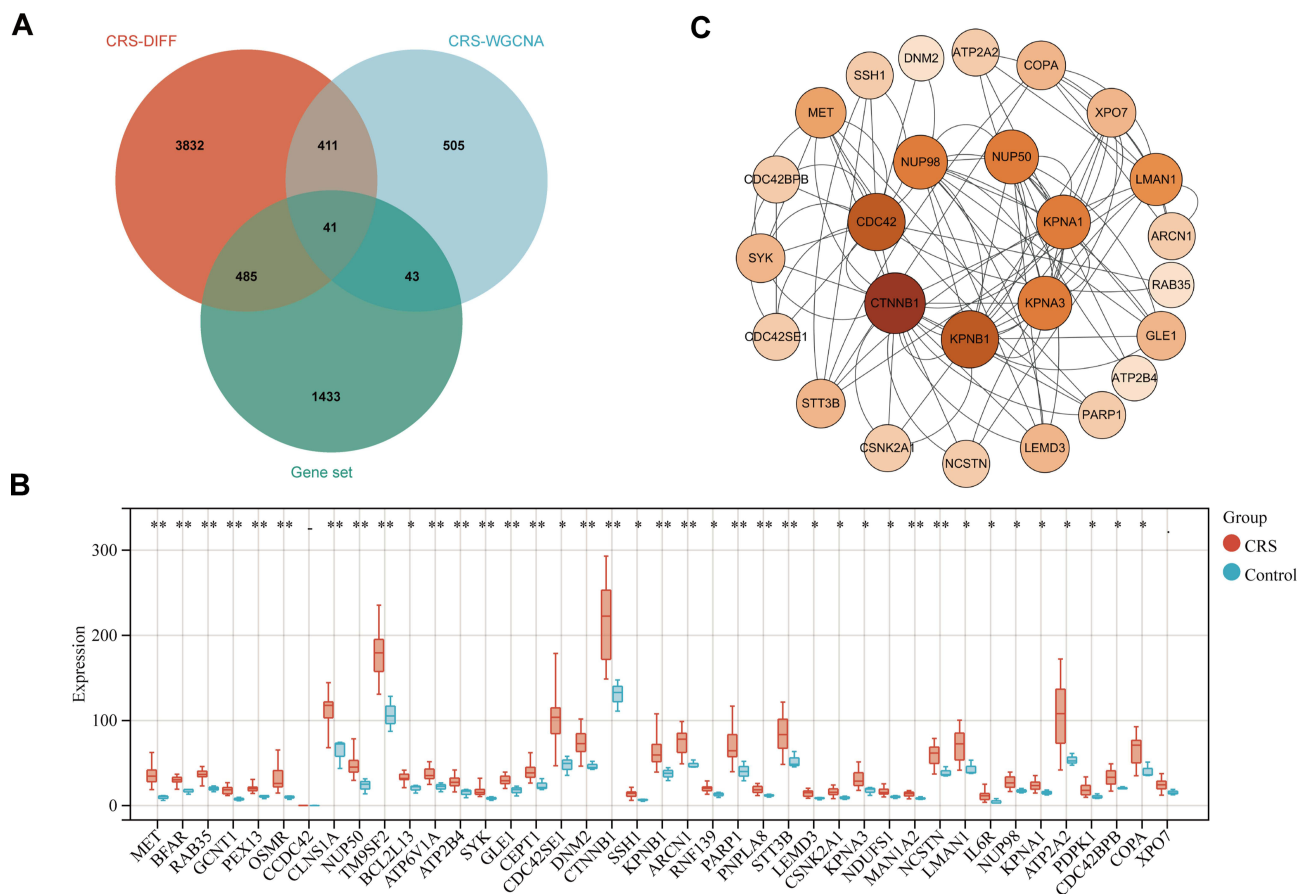 A
CRS-DIFF
CRS-WGCNA
3832
411
505
41
485
43
1433
Gene set
C
DNM2
ATP2A2
SSH1
COPA
MET
XPO7
NUP98
NUP50
CDC42BPB
LMAN1
CDC42
KPNA1
ARCN1
SYK
RAB35
CTNNB1
KPNA3
CDC42SE1
KPNB1
GLE1
ATP2B4
STT3B
PARP1
CSNK2A1
NCSTN
LEMD3
B
** ** ** ** ** ** - ** ** ** * ** ** ** ** ** * ** ** * ** ** * ** ** ** * * * * ** ** * * * * * * * * .
Group
CRS
Control
Expression
300
200
100
0
MET
BFAR
RAB35
GCNT1
PEX13
OSMR
CCDC42
CLNS1A
NUP50
TM9SF2
BCL2L13
ATP6V1A
ATP2B4
SYK
GLE1
CEPT1
CDC42SE1
DNM2
CTNNB1
SSH1
KPNB1
ARCN1
RNF139
PARP1
PNPLA8
STT3B
LEMD3
CSNK2A1
KPNA3
NDUFS1
MAN1A2
NCSTN
LMAN1
IL6R
NUP98
KPNA1
ATP2A2
PDPK1
CDC42BPB
COPA
XPO7